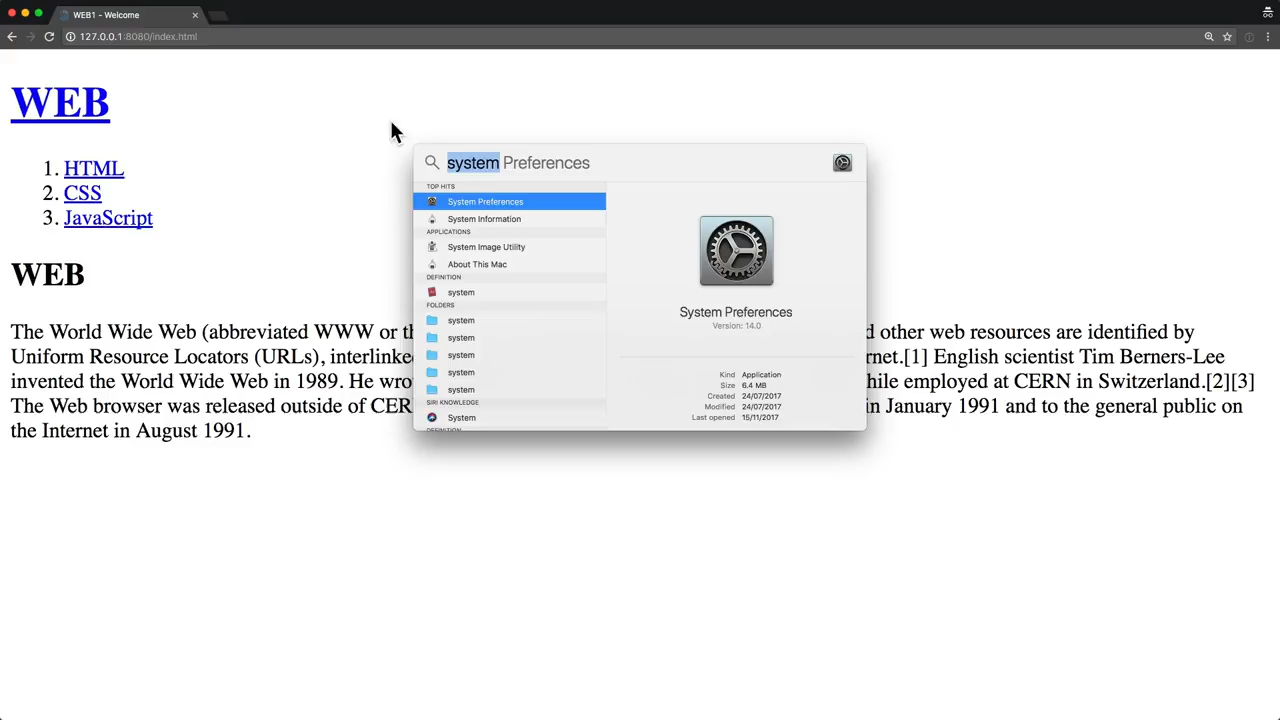 WEB1 - Welcome
127.0.0.1:8080/index.html
WEB
1. HTML
2. CSS
3. JavaScript
WEB
The World Wide Web (abbreviated WWW or th
d other web resources are identified by
Uniform Resource Locators (URLs), interlinke
rnet.[1] English scientist Tim Berners-Lee
invented the World Wide Web in 1989. He wro
hile employed at CERN in Switzerland.[2][3]
The Web browser was released outside of CER
in January 1991 and to the general public on
the Internet in August 1991.
system Preferences
TOP HITS
System Preferences
System Information
APPLICATIONS
System Image Utility
About This Mac
DEFINITION
system
FOLDERS
system
system
system
system
system
SIRI KNOWLEDGE
System
DEFINITION
System Preferences
Version: 14.0
Kind Application
Size 6.4 MB
Created 24/07/2017
Modified 24/07/2017
Last opened 15/11/2017